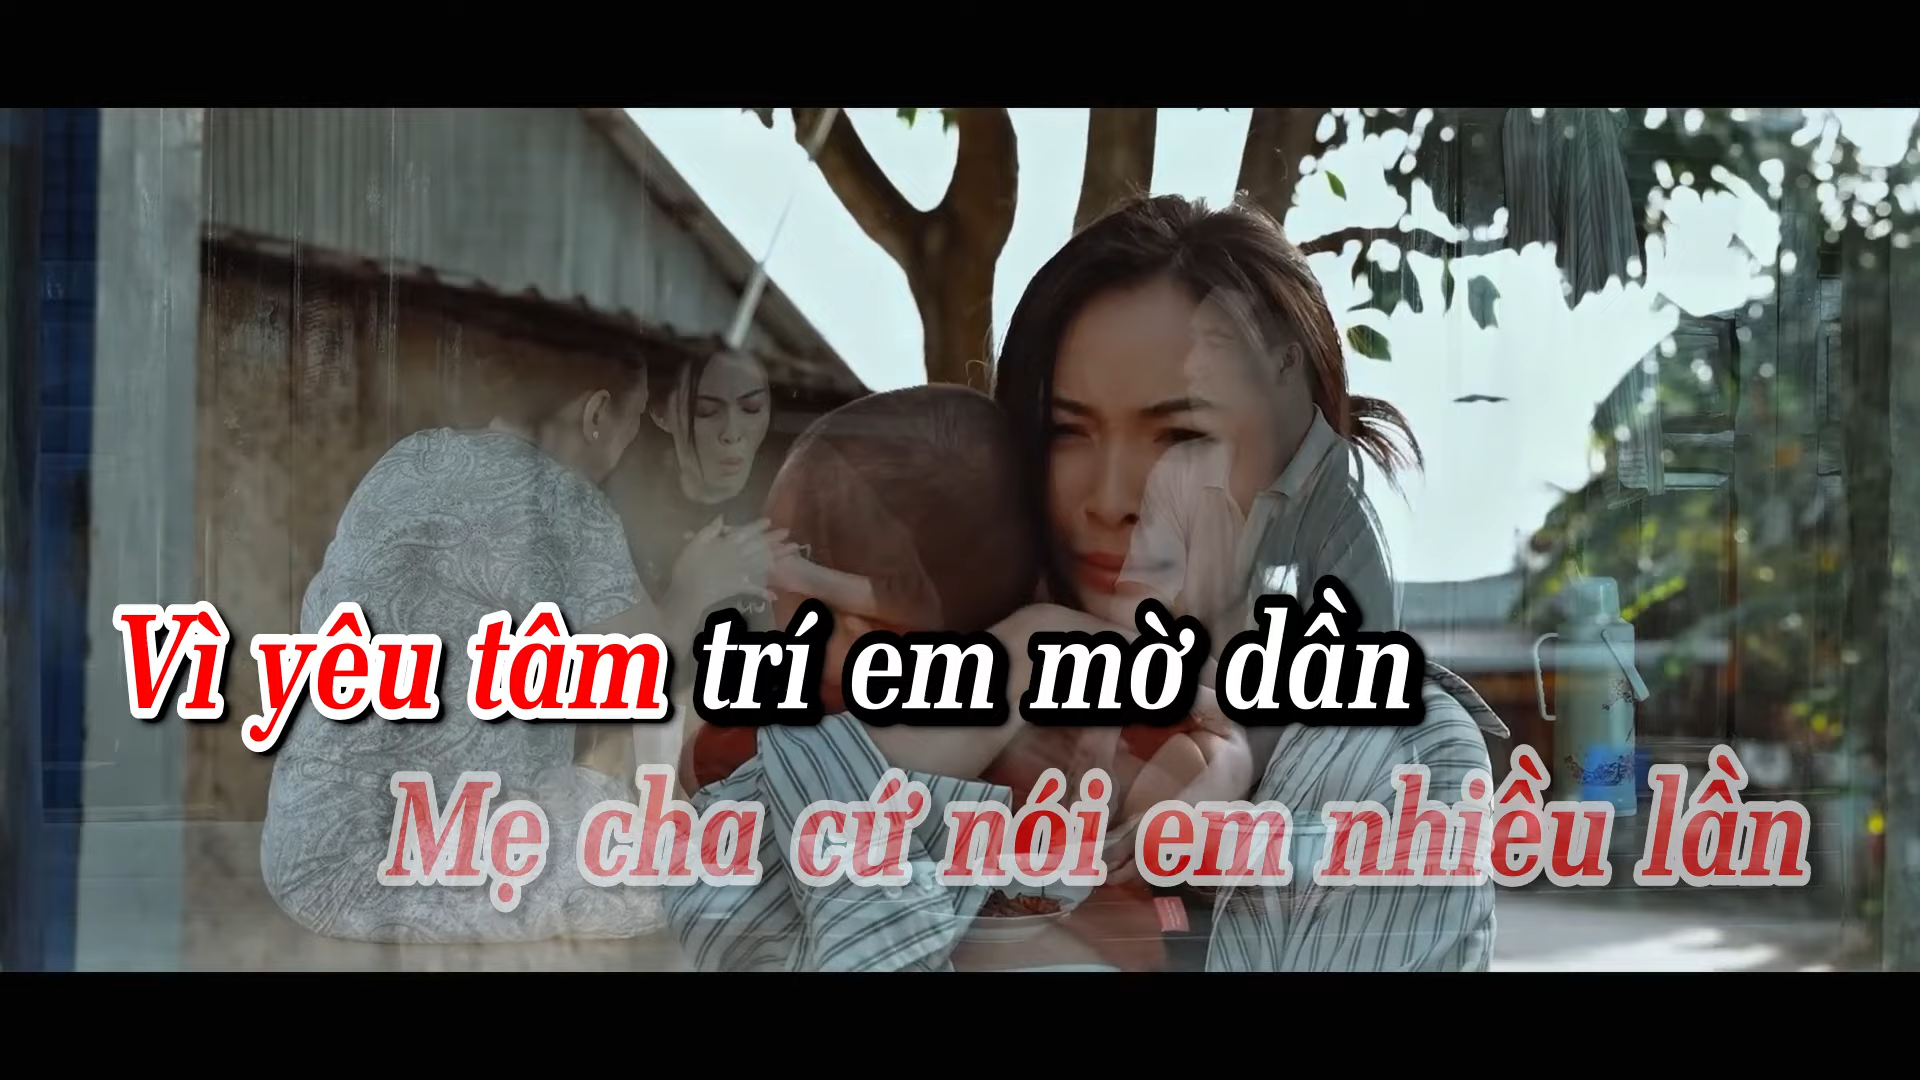 Vì yêu tâm trí em mờ dần
Mẹ cha cứ nói em nhiều lần